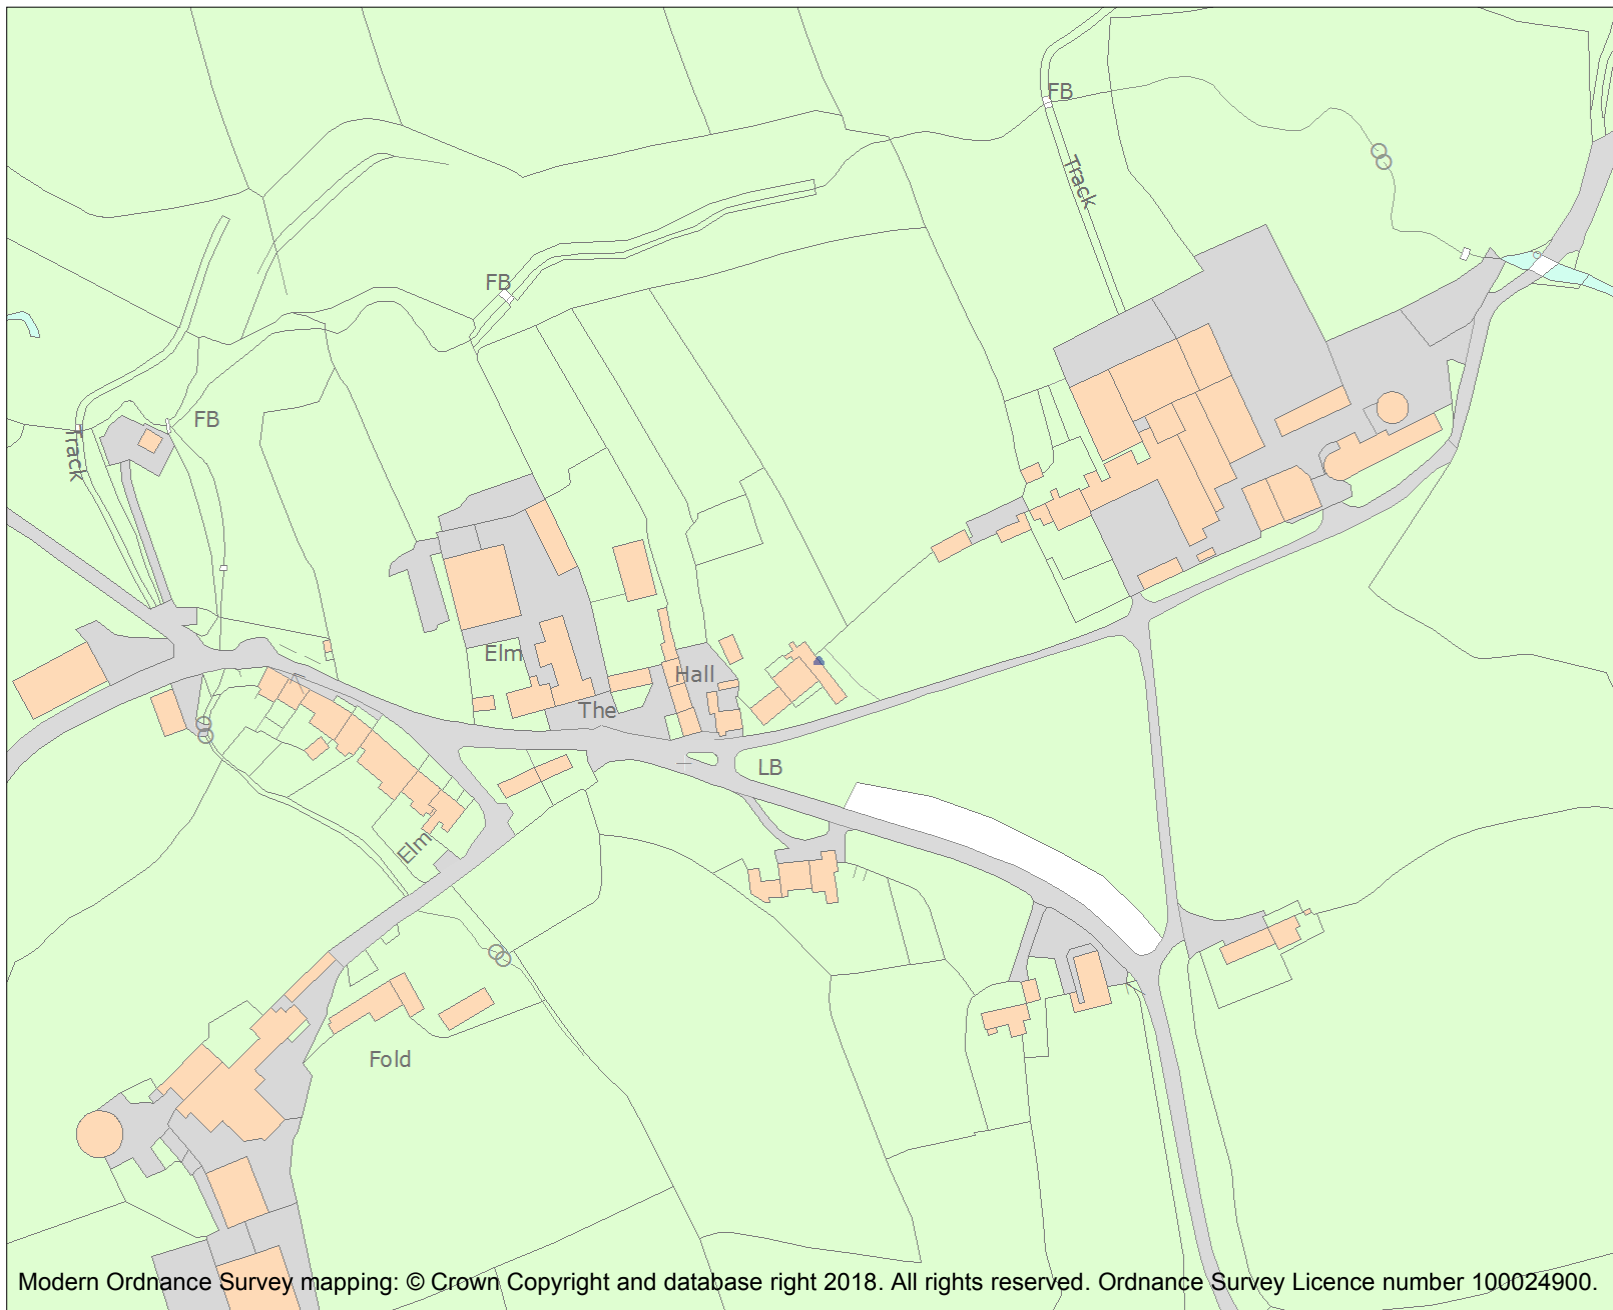 FB
Track
FB
FB
Track
Elm
Hall
The
LB
Elm
Fold
Modern Ordnance Survey mapping: © Crown Copyright and database right 2018. All rights reserved. Ordnance Survey Licence number 100024900.